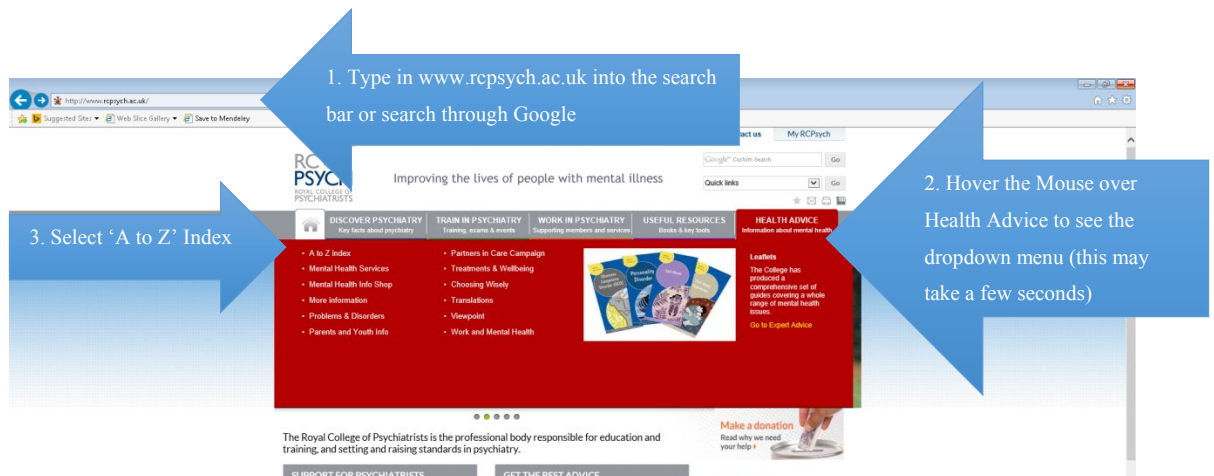 1. Type in www.rcpsych.ac.uk into the search
bar or search through Google
http://www.rcpsych.ac.uk/
Suggested Sites
Web Slice Gallery
Save to Mendeley
act us
My RCPsych
RC
PSYCH
ROYAL COLLEGE OF
PSYCHIATRISTS
Improving the lives of people with mental illness
Google™ Custom Search
Go
Quick links
Go
2. Hover the Mouse over
Health Advice to see the
dropdown menu (this may
take a few seconds)
3. Select ‘A to Z’ Index
DISCOVER PSYCHIATRY
Key facts about psychiatry
TRAIN IN PSYCHIATRY
Training, exams & events
WORK IN PSYCHIATRY
Supporting members and services
USEFUL RESOURCES
Books & key tools
HEALTH ADVICE
Information about mental health
• A to Z index
• Mental Health Services
• Mental Health Info Shop
• More information
• Problems & Disorders
• Parents and Youth Info
• Partners in Care Campaign
• Treatments & Wellbeing
• Choosing Wisely
• Translations
• Viewpoint
• Work and Mental Health
Personality
Disorder
Leaflets
The College has
produced a
comprehensive set of
guides covering a whole
range of mental health
issues.
Go to Expert Advice
Make a donation
Read why we need
your help
The Royal College of Psychiatrists is the professional body responsible for education and
training, and setting and raising standards in psychiatry.
SUPPORT FOR PSYCHIATRISTS
GET THE BEST ADVICE